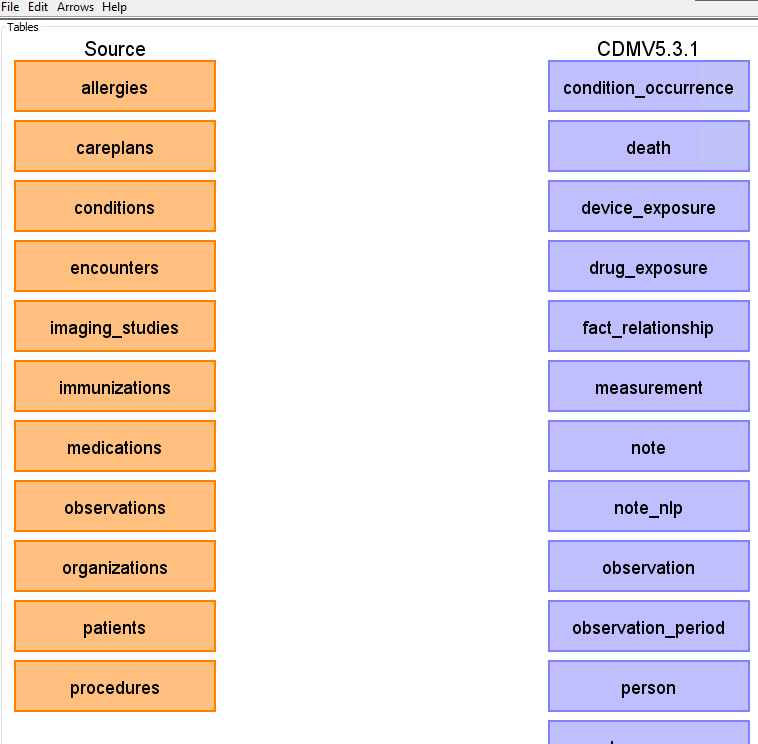 File Edit Arrows Help
Tables
Source
CDMV5.3.1
allergies
condition_occurrence
careplans
death
conditions
device_exposure
encounters
drug_exposure
imaging_studies
fact_relationship
immunizations
measurement
medications
note
observations
note_nlp
organizations
observation
patients
observation_period
procedures
person